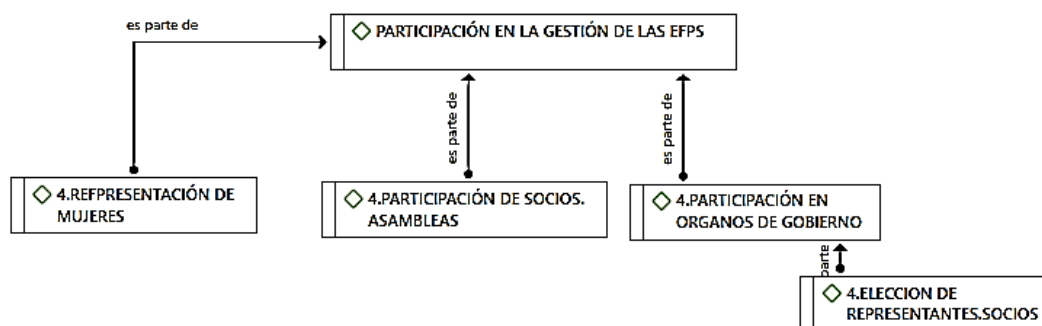 es parte de
PARTICIPACIÓN EN LA GESTIÓN DE LAS EFPS
es parte de
es parte de
4.REFPRESENTACIÓN DE
MUJERES
4.PARTICIPACIÓN DE SOCIOS.
ASAMBLEAS
4.PARTICIPACIÓN EN
ORGANOS DE GOBIERNO
parte
4.ELECCION DE
REPRESENTANTES.SOCIOS